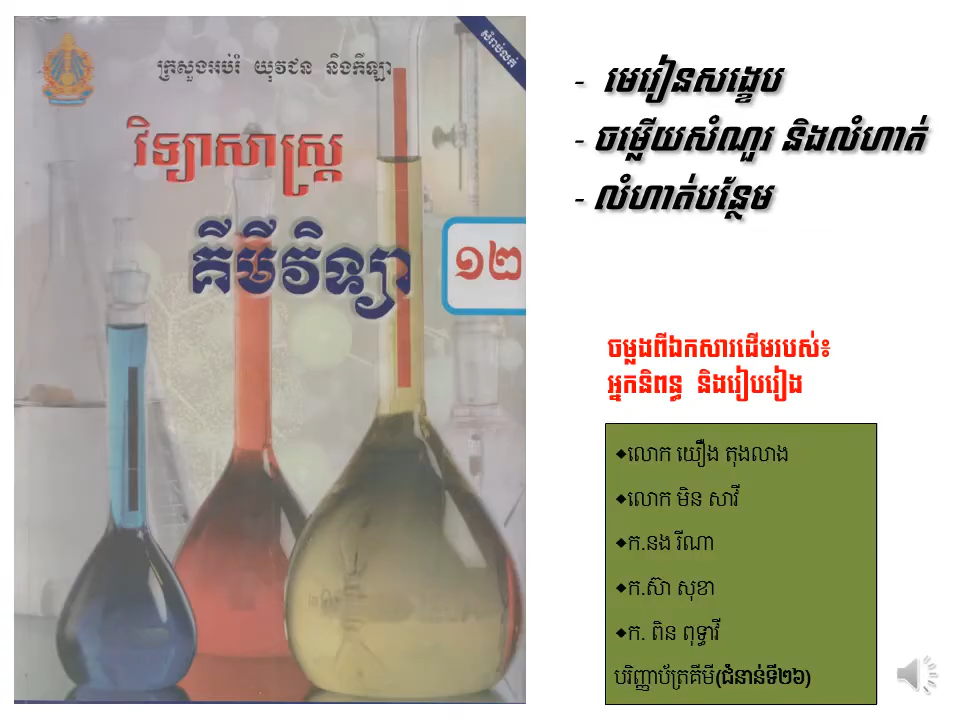 ក្រសួងអប់រំ យុវជន និងកីឡា
សំរាប់លក់
វិទ្យាសាស្ត្រ
គីមីវិទ្យា
១២
- មេរៀនសង្ខេប
- ចម្លើយសំណួរ និងលំហាត់
- លំហាត់បន្ថែម
ចម្លងពីឯកសារដើមរបស់៖
អ្នកនិពន្ធ និងរៀបរៀង
◆លោក យឿង តុងលាង
◆លោក មិន សាវី
◆ក.នង រីណា
◆ក.ស៊ា សុខា
◆ក. ពិន ពុទ្ធាវី
បរិញ្ញាប័ត្រគីមី(ជំនាន់ទី២៦)